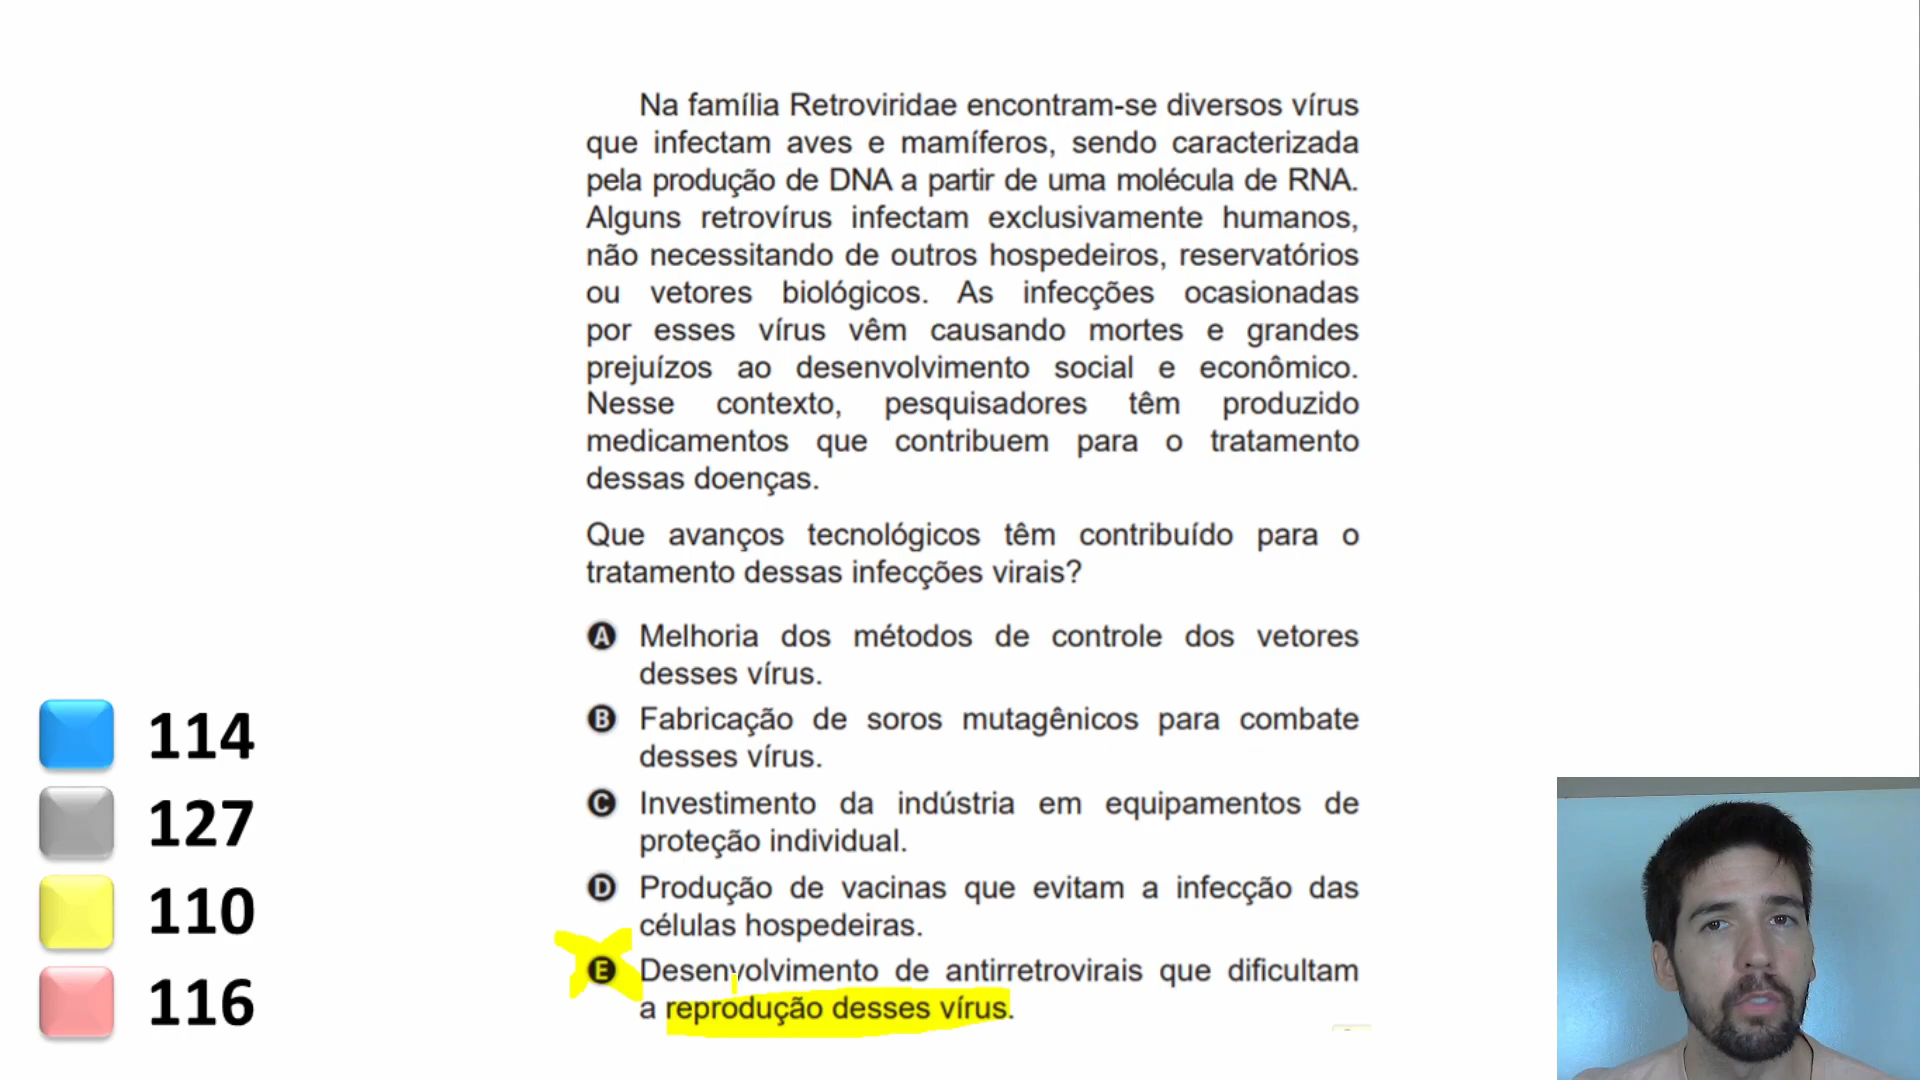 Na família Retroviridae encontram-se diversos vírus
que infectam aves e mamíferos, sendo caracterizada
pela produção de DNA a partir de uma molécula de RNA.
Alguns retrovírus infectam exclusivamente humanos,
não necessitando de outros hospedeiros, reservatórios
ou vetores biológicos. As infecções ocasionadas
por esses vírus vêm causando mortes e grandes
prejuízos ao desenvolvimento social e econômico.
Nesse contexto, pesquisadores têm produzido
medicamentos que contribuem para o tratamento
dessas doenças.
Que avanços tecnológicos têm contribuído para o
tratamento dessas infecções virais?
A Melhoria dos métodos de controle dos vetores
desses vírus.
B Fabricação de soros mutagênicos para combate
desses vírus.
C Investimento da indústria em equipamentos de
proteção individual.
D Produção de vacinas que evitam a infecção das
células hospedeiras.
E Desenvolvimento de antirretrovirais que dificultam
a reprodução desses vírus.
114
127
110
116